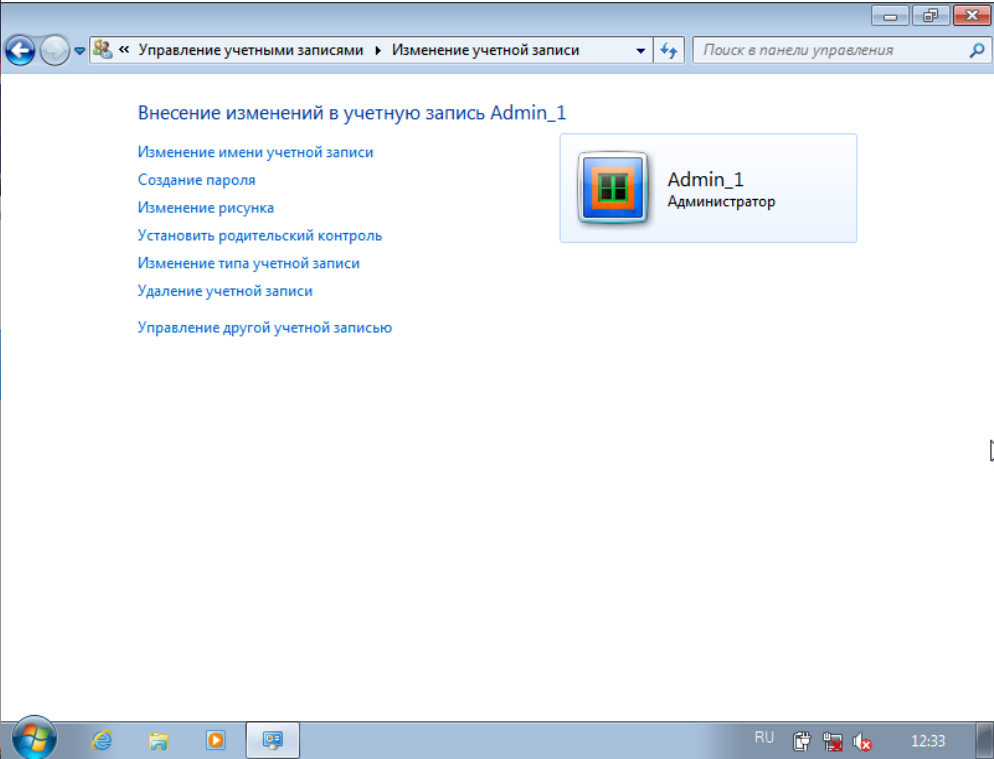 « Управление учетными записями Изменение учетной записи Поиск в панели управления
Внесение изменений в учетную запись Admin_1
Изменение имени учетной записи
Создание пароля
Изменение рисунка
Установить родительский контроль
Изменение типа учетной записи
Удаление учетной записи
Управление другой учетной записью
Admin_1
Администратор
RU 12:33